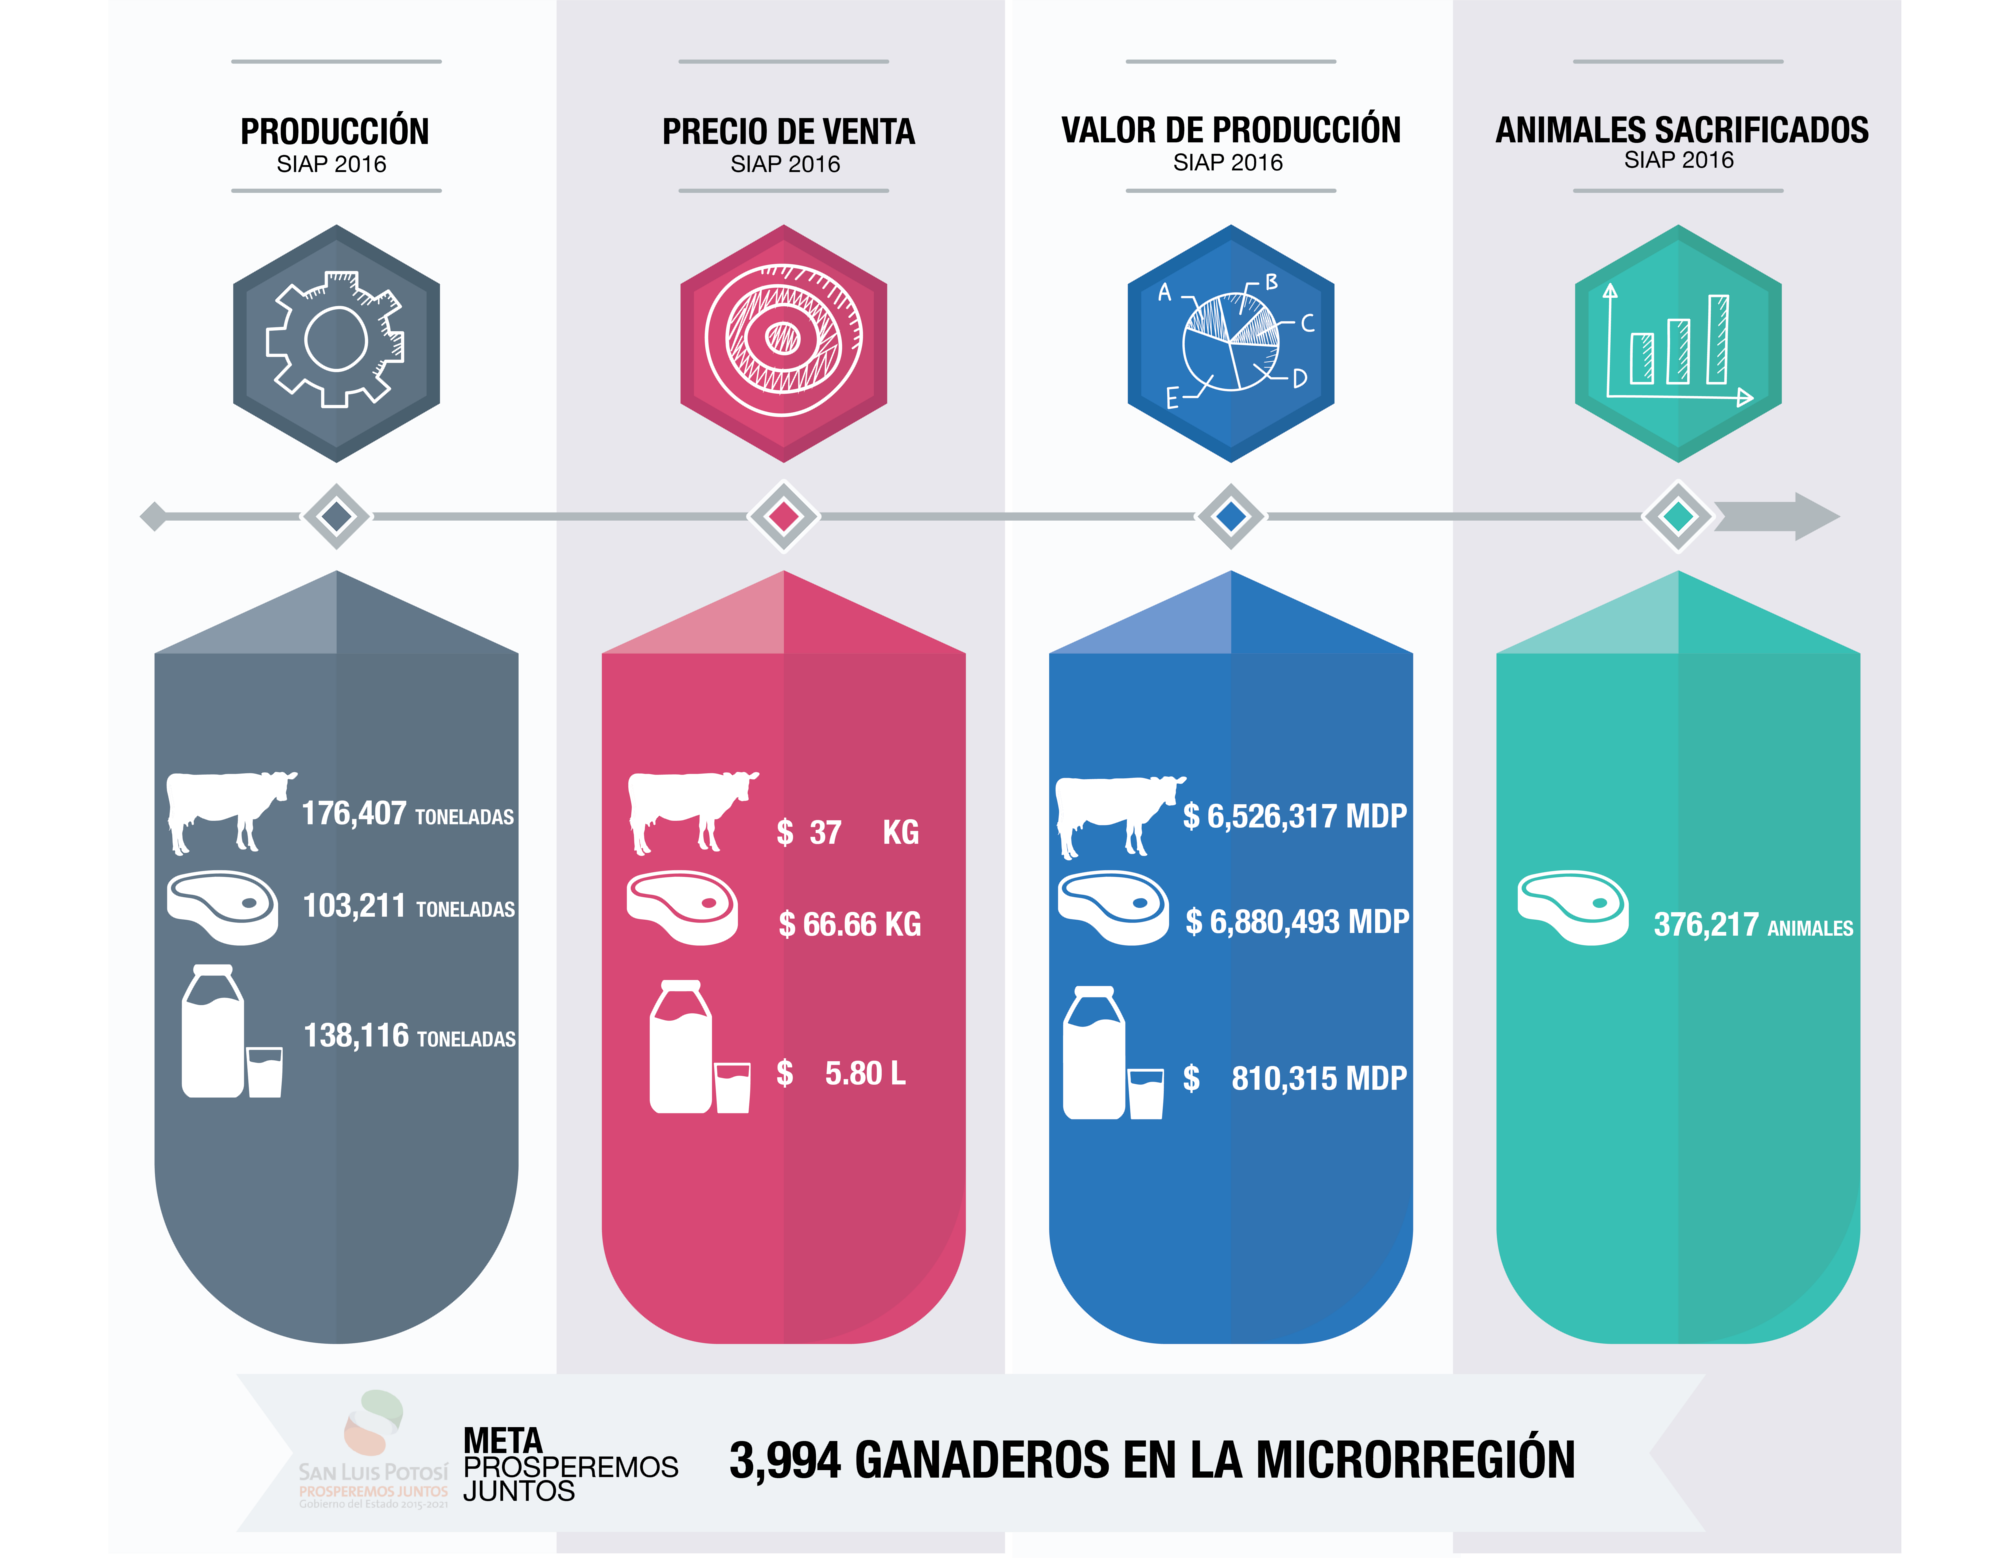 PRODUCCIÓN
SIAP 2016
PRECIO DE VENTA
SIAP 2016
VALOR DE PRODUCCIÓN
SIAP 2016
ANIMALES SACRIFICADOS
SIAP 2016
A
B
C
D
E
176,407 TONELADAS
103,211 TONELADAS
138,116 TONELADAS
$ 37 KG
$ 66.66 KG
$ 5.80 L
$ 6,526,317 MDP
$ 6,880,493 MDP
$ 810,315 MDP
376,217 ANIMALES
SAN LUIS POTOSÍ
PROSPEREMOS JUNTOS
Gobierno del Estado 2015-2021
META
PROSPEREMOS
JUNTOS
3,994 GANADEROS EN LA MICRORREGIÓN